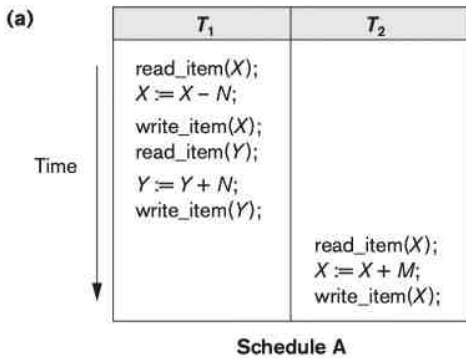 (a)
T1 T2
read_item(X);
X := X – N;
write_item(X);
read_item(Y);
Time
Y := Y + N;
write_item(Y);
read_item(X);
X := X + M;
write_item(X);
Schedule A